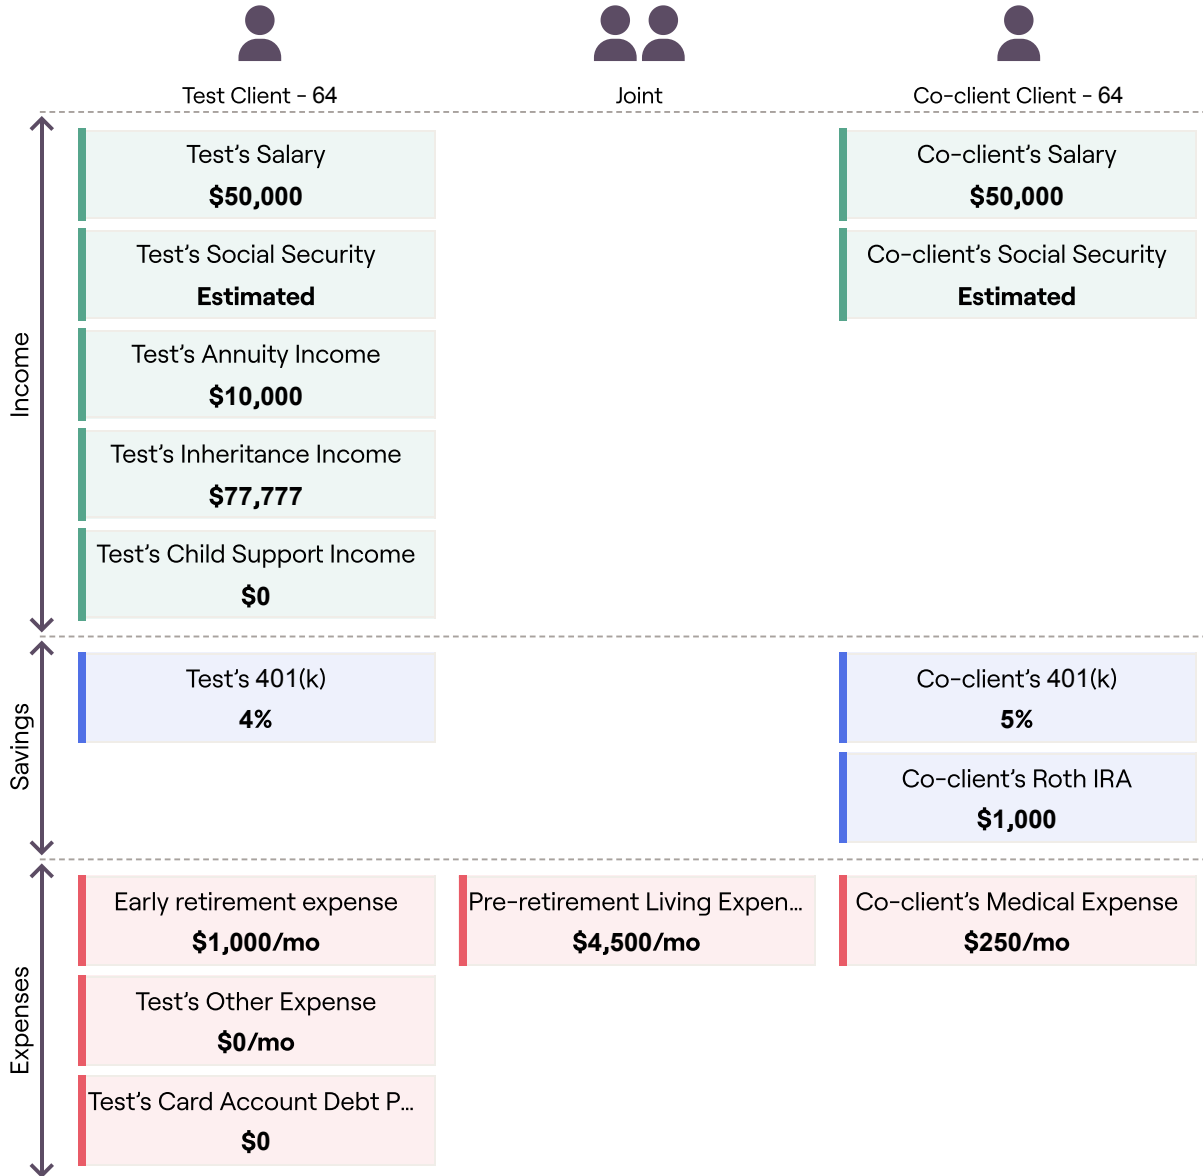 Test Client - 64
Joint
Co-client Client - 64
Income
Test's Salary
$50,000
Co-client's Salary
$50,000
Test's Social Security
Estimated
Co-client's Social Security
Estimated
Test's Annuity Income
$10,000
Test's Inheritance Income
$77,777
Test's Child Support Income
$0
Savings
Test's 401(k)
4%
Co-client's 401(k)
5%
Co-client's Roth IRA
$1,000
Expenses
Early retirement expense
$1,000/mo
Pre-retirement Living Expen...
$4,500/mo
Co-client's Medical Expense
$250/mo
Test's Other Expense
$0/mo
Test's Card Account Debt P...
$0